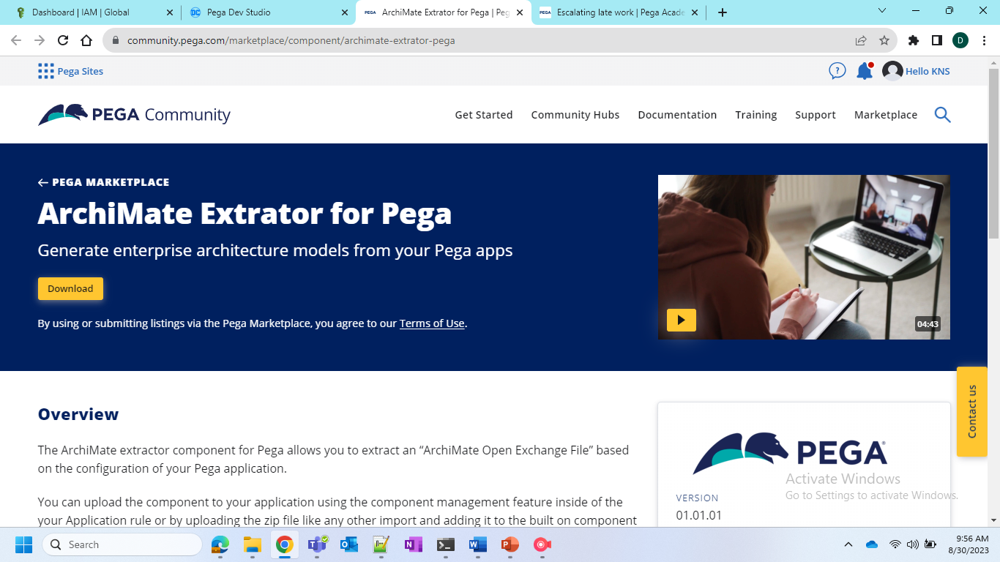 Dashboard | IAM | Global
Pega Dev Studio
ArchiMate Extrator for Pega | Peg
Escalating late work | Pega Acade
community.pega.com/marketplace/component/archimate-extrator-pega
D
Pega Sites
?
Hello KNS
PEGA Community
Get Started
Community Hubs
Documentation
Training
Support
Marketplace
← PEGA MARKETPLACE
ArchiMate Extrator for Pega
Generate enterprise architecture models from your Pega apps
Download
By using or submitting listings via the Pega Marketplace, you agree to our Terms of Use.
04:43
Contact us
Overview
The ArchiMate extractor component for Pega allows you to extract an “ArchiMate Open Exchange File” based
on the configuration of your Pega application.
You can upload the component to your application using the component management feature inside of the
your Application rule or by uploading the zip file like any other import and adding it to the built on component
PEGA
VERSION
01.01.01
Activate Windows
Go to Settings to activate Windows.
Search
9:56 AM
8/30/2023